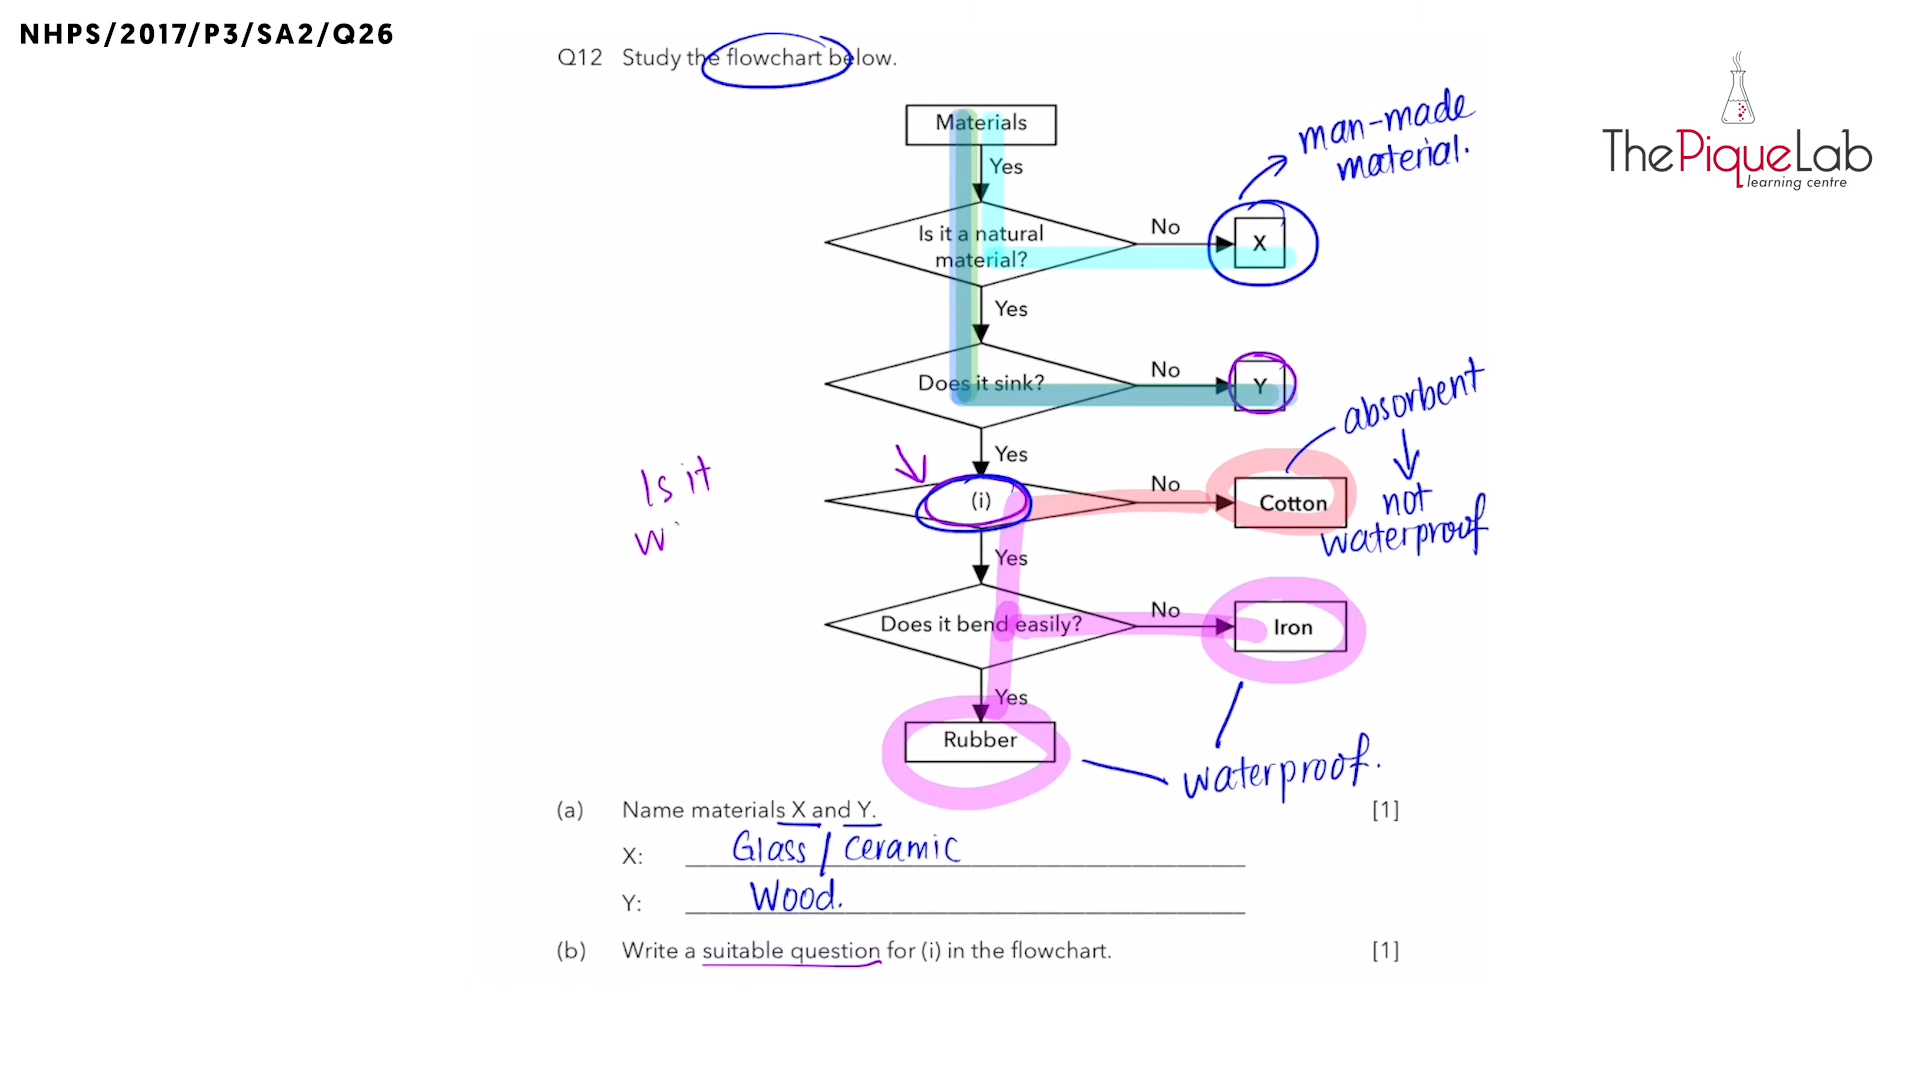 NHPS/2017/P3/SA2/Q26
Q12 Study the flowchart below.
ThePiqueLab
learning centre
Materials
man-made
material.
Yes
Is it a natural
material?
No
X
Yes
Does it sink?
No
Y
absorbent
not
waterproof
Yes
Is it
w
(i)
No
Cotton
Yes
Does it bend easily?
No
Iron
Yes
Rubber
waterproof.
(a) Name materials X and Y. [1]
X: Glass / ceramic
Y: Wood.
(b) Write a suitable question for (i) in the flowchart. [1]